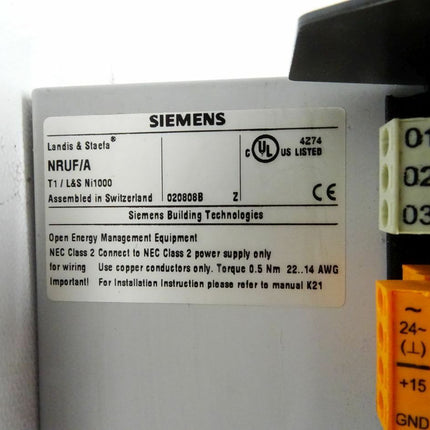 SIEMENS
Landis & Staefa®
NRUF/A
T1 / L&S Ni1000
Assembled in Switzerland 020808B Z
C UL US LISTED 4274
CE
Siemens Building Technologies
Open Energy Management Equipment
NEC Class 2 Connect to NEC Class 2 power supply only
for wiring Use copper conductors only. Torque 0.5 Nm 22..14 AWG
Important! For Installation Instruction please refer to manual K21
01
02
03
~
24~
(⊥)
+15
GND